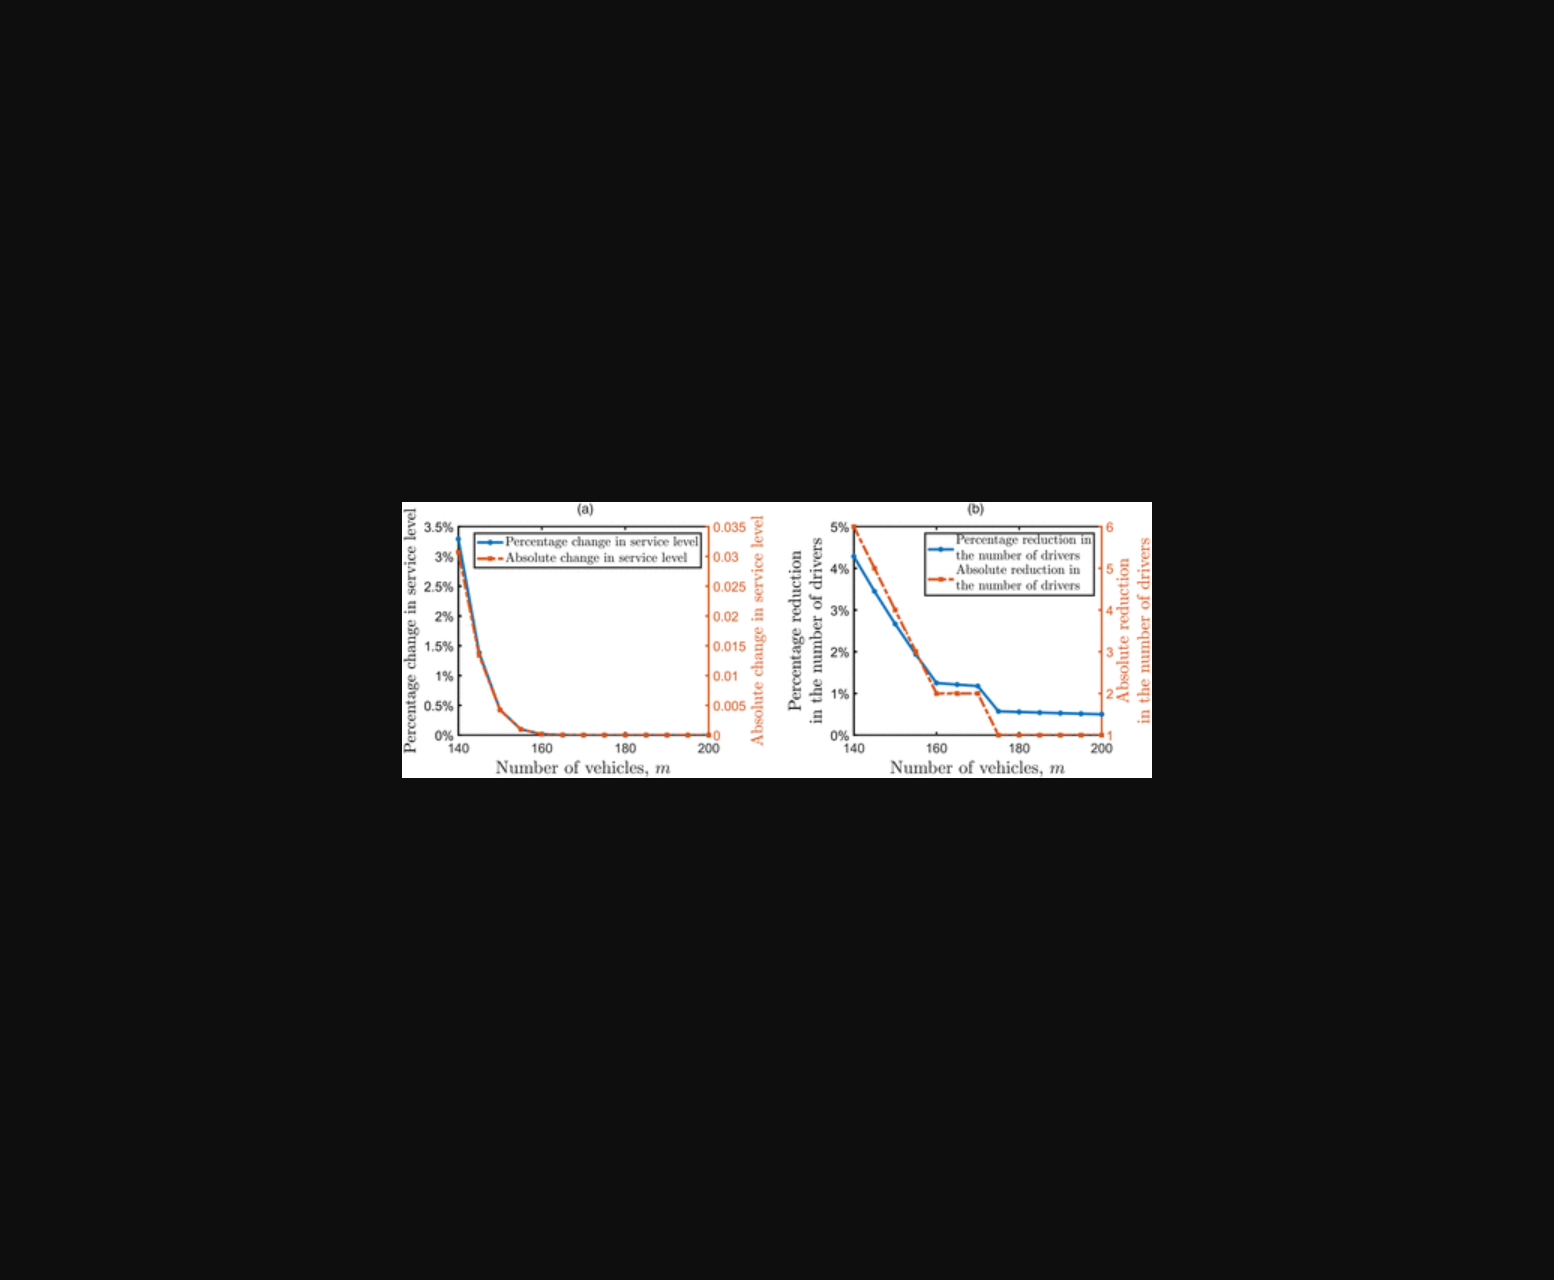 (a)
Percentage change in service level
3.5%
3%
2.5%
2%
1.5%
1%
0.5%
0%
Percentage change in service level
Absolute change in service level
0.035
0.03
0.025
0.02
0.015
0.01
0.005
0
Absolute change in service level
140
160
180
200
Number of vehicles, m
(b)
Percentage reduction
in the number of drivers
5%
4%
3%
2%
1%
0%
Percentage reduction in
the number of drivers
Absolute reduction in
the number of drivers
6
5
4
3
2
1
Absolute reduction
in the number of drivers
140
160
180
200
Number of vehicles, m